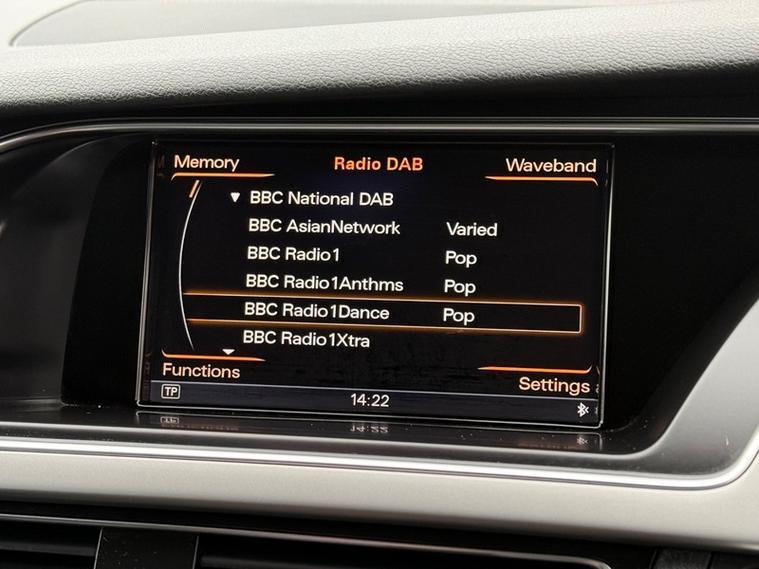 Memory Radio DAB Waveband
BBC National DAB
BBC AsianNetwork Varied
BBC Radio1 Pop
BBC Radio1Anthms Pop
BBC Radio1Dance Pop
BBC Radio1Xtra
Functions Settings
TP 14:22